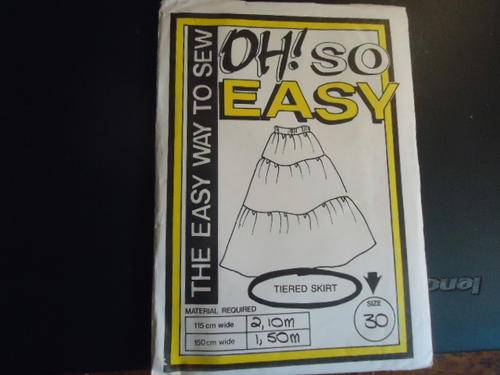 THE EASY WAY TO SEW
OH! SO
EASY
TIERED SKIRT
MATERIAL REQUIRED
115 cm wide 2,10m
150 cm wide 1,50m
SIZE
30
leno